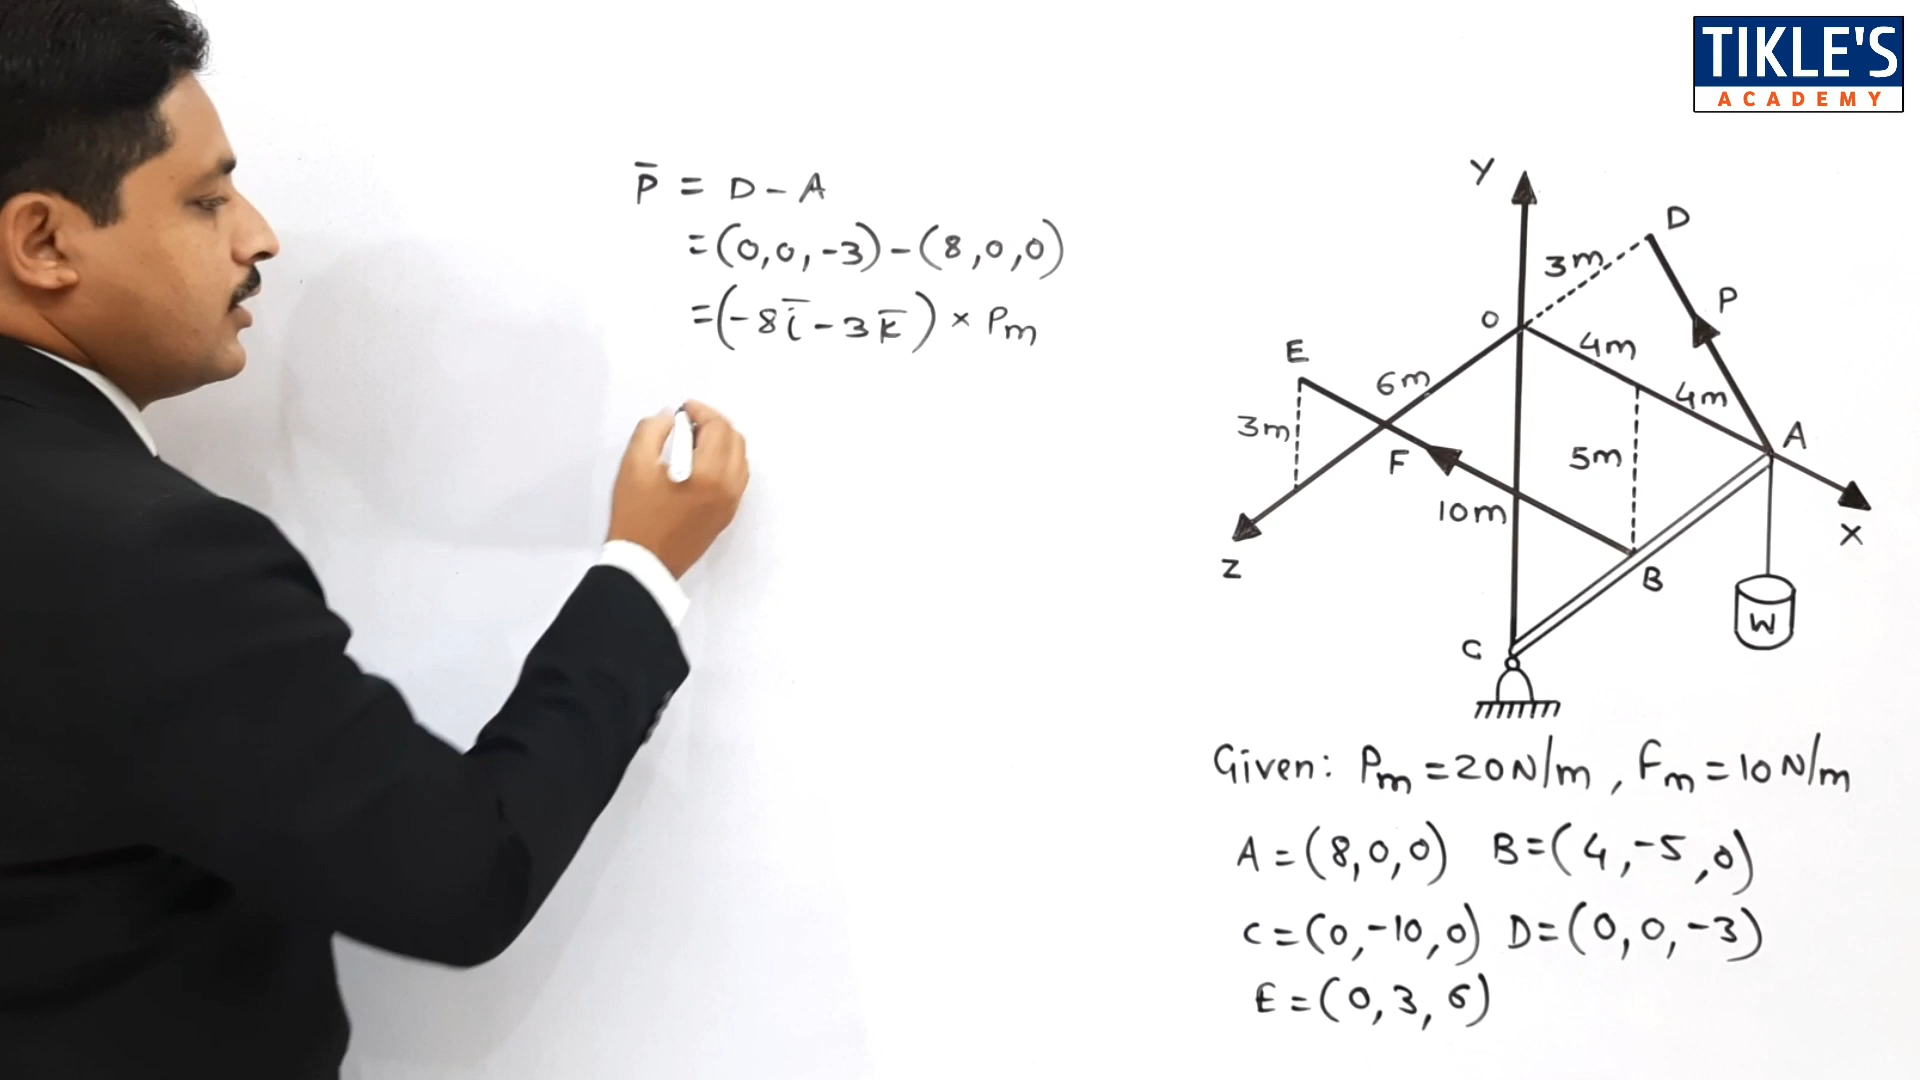 TIKLE'S
ACADEMY
P̄ = D - A
= (0,0,-3) - (8,0,0)
= (-8ī - 3k̄) × Pm
Y
D
3m
P
O
4m
E
6m
4m
3m
A
F
5m
10m
X
Z
B
W
C
Given: Pm = 20N/m, Fm = 10N/m
A = (8,0,0) B = (4,-5,0)
C = (0,-10,0) D = (0,0,-3)
E = (0,3,6)